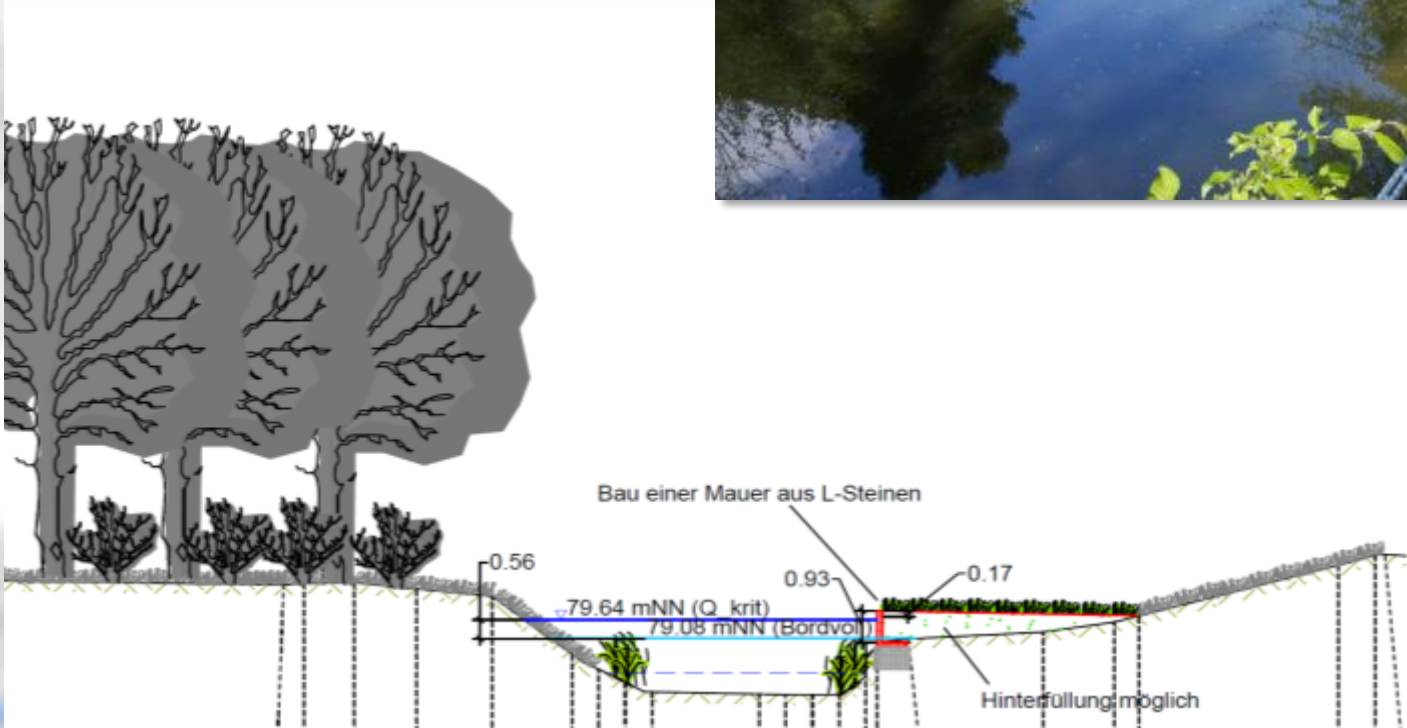 Bau einer Mauer aus L-Steinen
0.56
0.93
0.17
79.64 mNN (Q_krit)
79.08 mNN (Bordvoll)
Hinterfüllung möglich